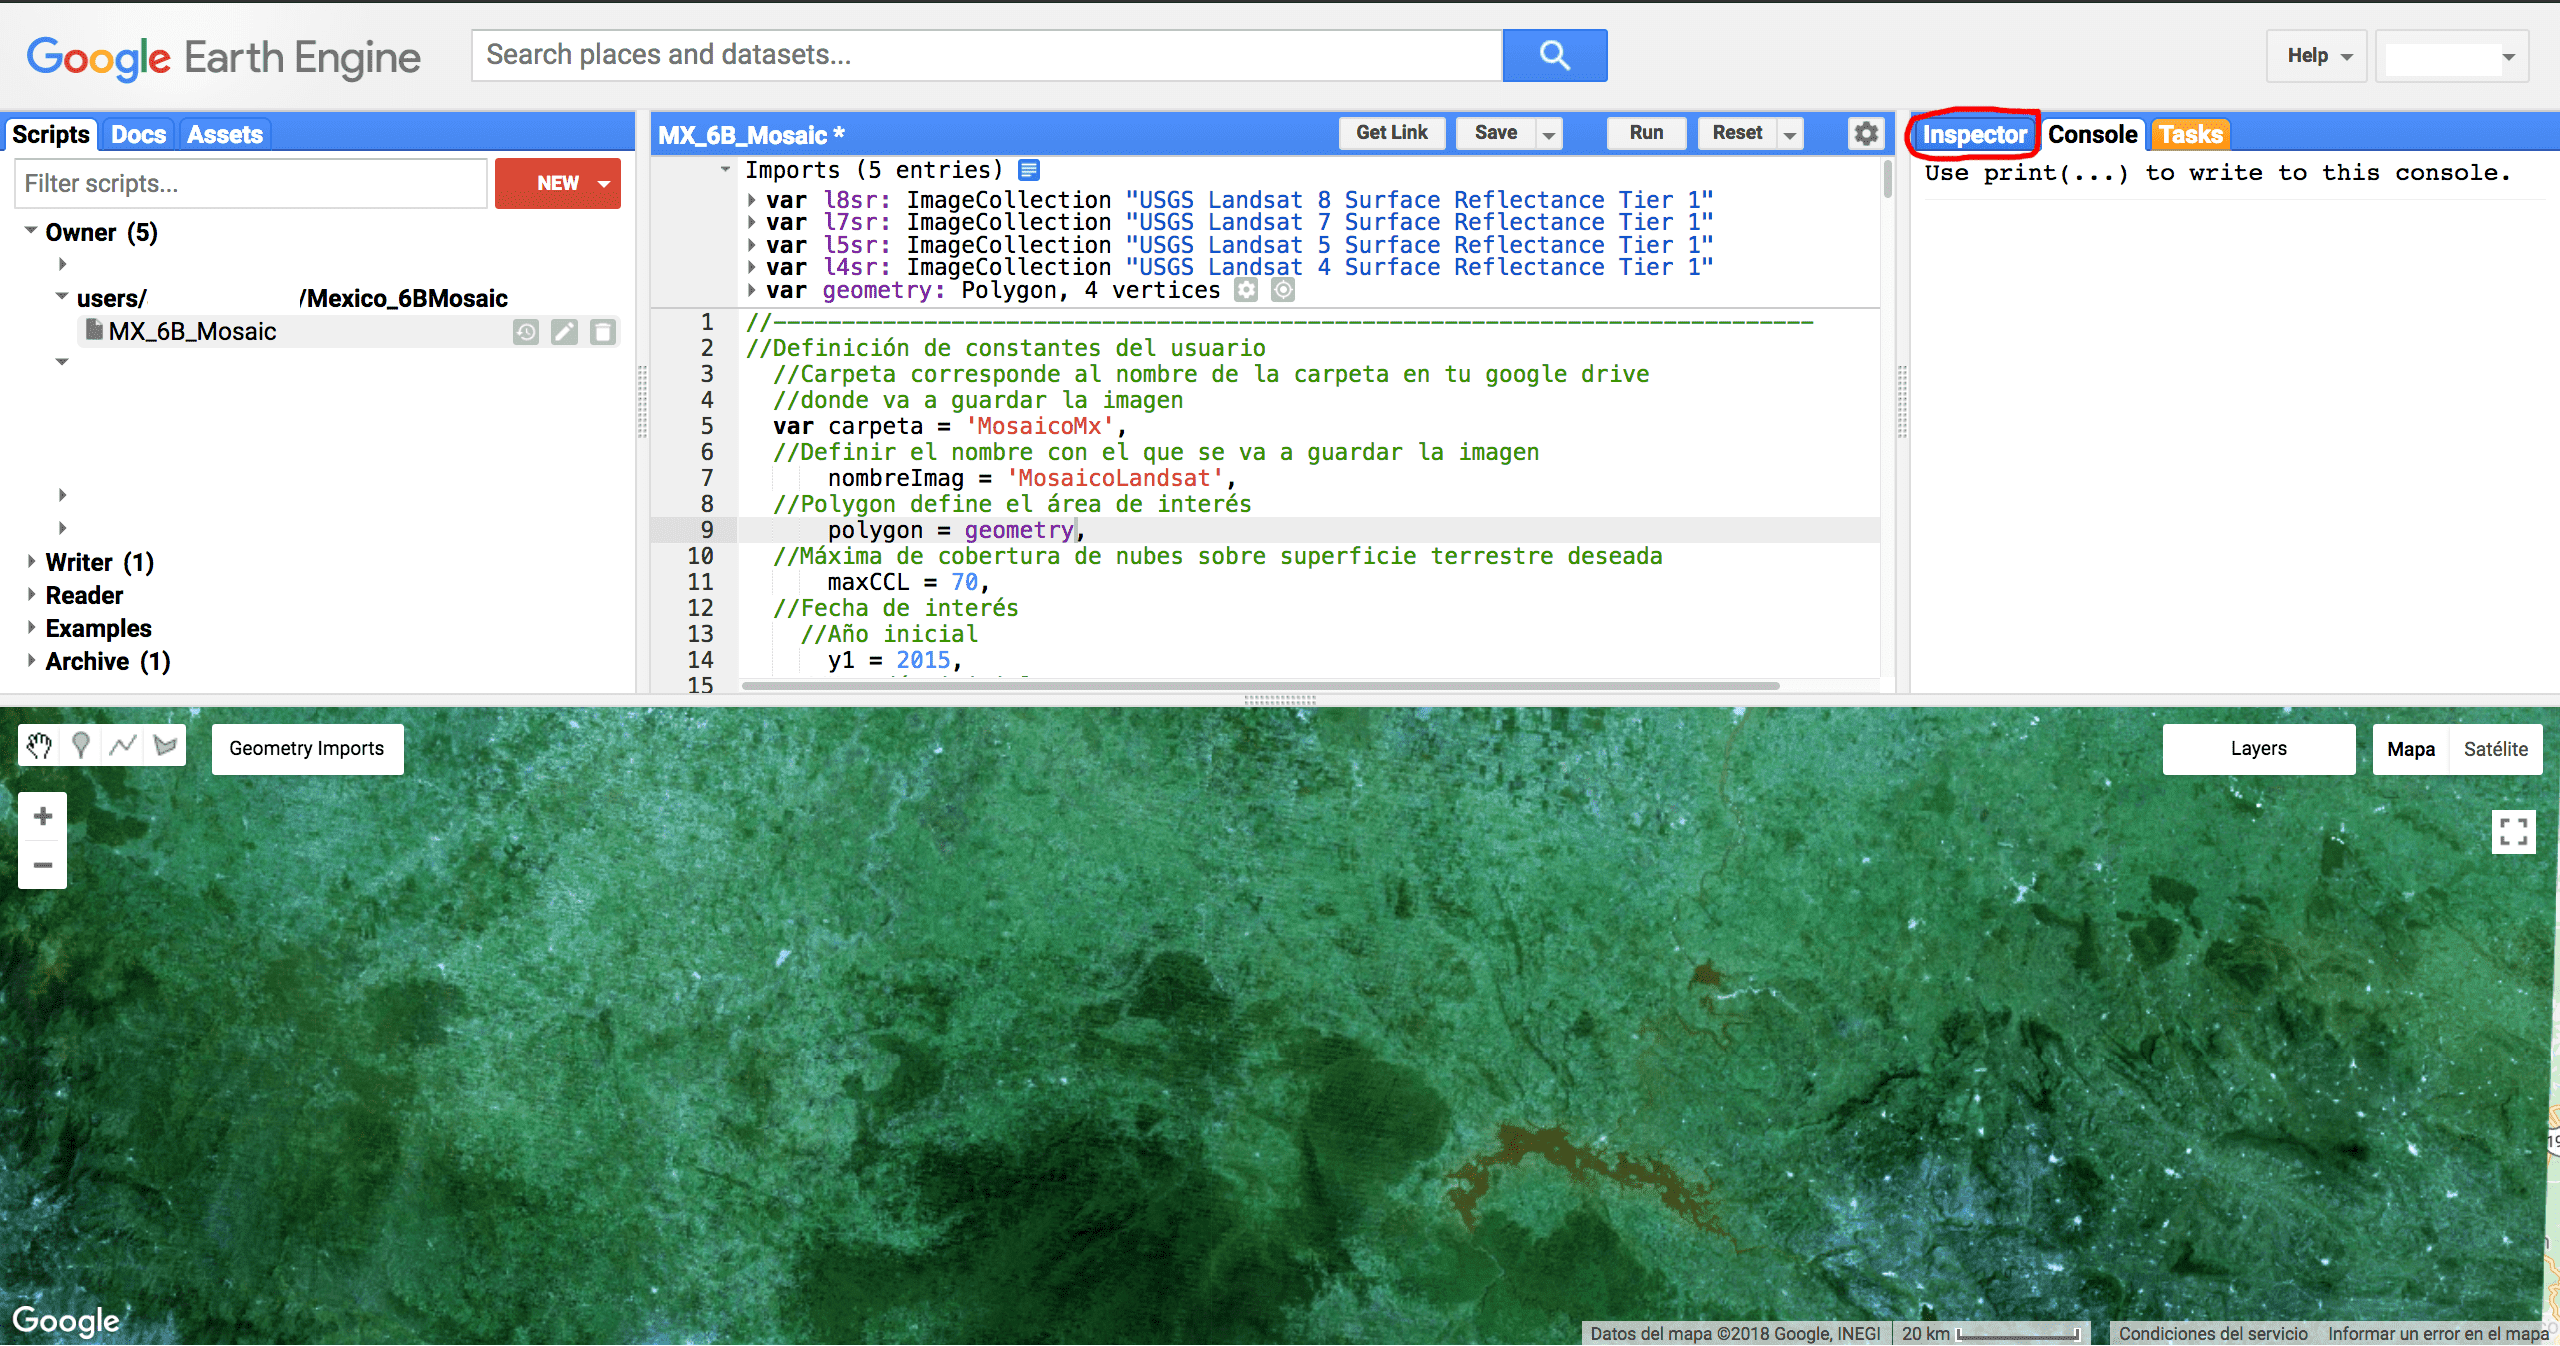 Google Earth Engine
Search places and datasets...
Help
Scripts Docs Assets
Filter scripts...
NEW
Owner (5)
users/ /Mexico_6BMosaic
MX_6B_Mosaic
Writer (1)
Reader
Examples
Archive (1)
MX_6B_Mosaic *
Get Link Save Run Reset
Imports (5 entries)
var l8sr: ImageCollection "USGS Landsat 8 Surface Reflectance Tier 1"
var l7sr: ImageCollection "USGS Landsat 7 Surface Reflectance Tier 1"
var l5sr: ImageCollection "USGS Landsat 5 Surface Reflectance Tier 1"
var l4sr: ImageCollection "USGS Landsat 4 Surface Reflectance Tier 1"
var geometry: Polygon, 4 vertices
1 //----------------------------------------------------------------------------
2 //Definición de constantes del usuario
3 //Carpeta corresponde al nombre de la carpeta en tu google drive
4 //donde va a guardar la imagen
5 var carpeta = 'MosaicoMx',
6 //Definir el nombre con el que se va a guardar la imagen
7 nombreImag = 'MosaicoLandsat',
8 //Polygon define el área de interés
9 polygon = geometry,
10 //Máxima de cobertura de nubes sobre superficie terrestre deseada
11 maxCCL = 70,
12 //Fecha de interés
13 //Año inicial
14 y1 = 2015,
15
Inspector Console Tasks
Use print(...) to write to this console.
Geometry Imports
Layers
Mapa Satélite
Google
Datos del mapa ©2018 Google, INEGI
20 km
Condiciones del servicio
Informar un error en el mapa